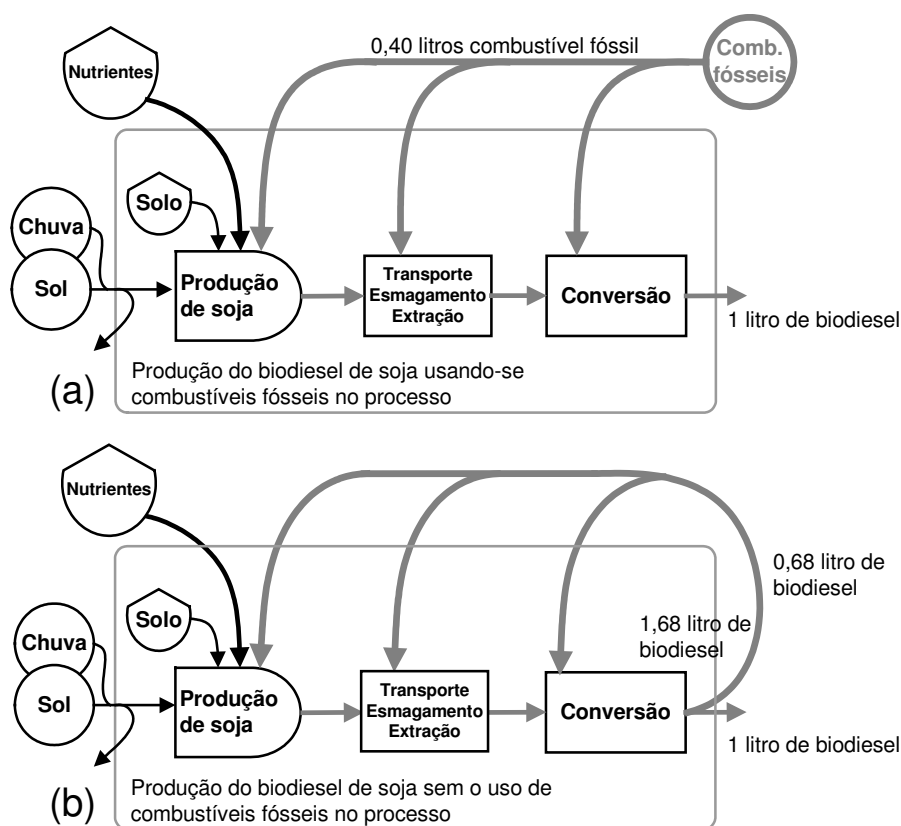 0,40 litros combustível fóssil
Comb.
fósseis
Nutrientes
Solo
Chuva
Sol
Produção
de soja
Transporte
Esmagamento
Extração
Conversão
1 litro de biodiesel
(a)
Produção do biodiesel de soja usando-se
combustíveis fósseis no processo
Nutrientes
0,68 litro de
biodiesel
Solo
1,68 litro de
biodiesel
Chuva
Sol
Produção
de soja
Transporte
Esmagamento
Extração
Conversão
1 litro de biodiesel
(b)
Produção do biodiesel de soja sem o uso de
combustíveis fósseis no processo